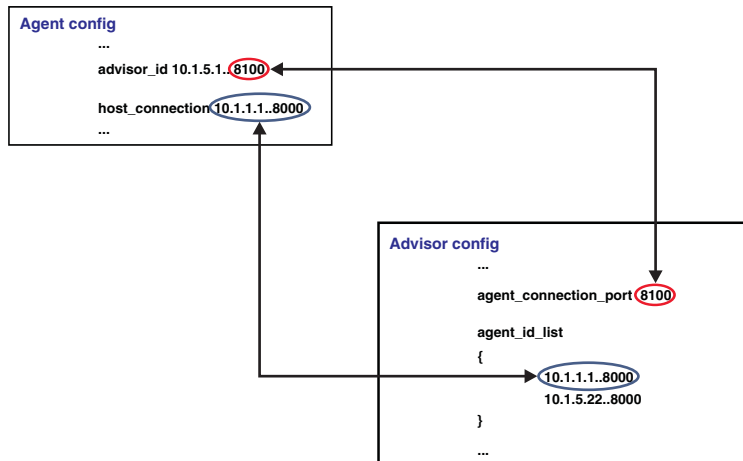 Agent config
...
advisor_id 10.1.5.1..8100
host_connection 10.1.1.1..8000
...
Advisor config
...
agent_connection_port 8100
agent_id_list
{
10.1.1.1..8000
10.1.5.22..8000
}
...